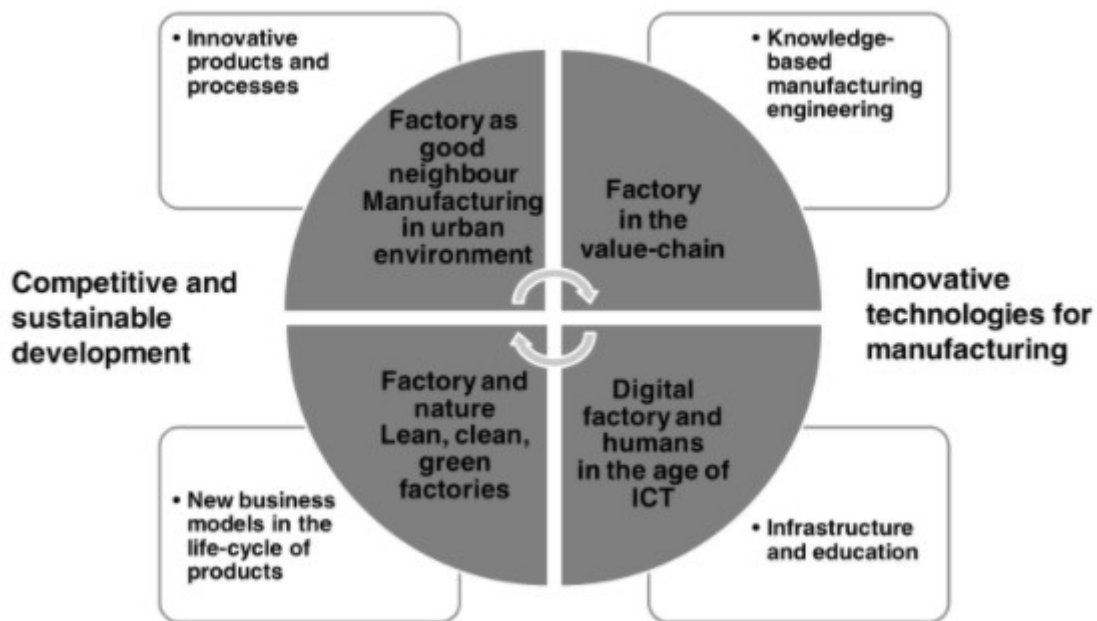 • Innovative
products and
processes
• Knowledge-
based
manufacturing
engineering
Factory as
good
neighbour
Manufacturing
in urban
environment
Factory
in the
value-chain
Competitive and
sustainable
development
Innovative
technologies for
manufacturing
Factory and
nature
Lean, clean,
green
factories
Digital
factory and
humans
in the age of
ICT
• New business
models in the
life-cycle of
products
• Infrastructure
and education